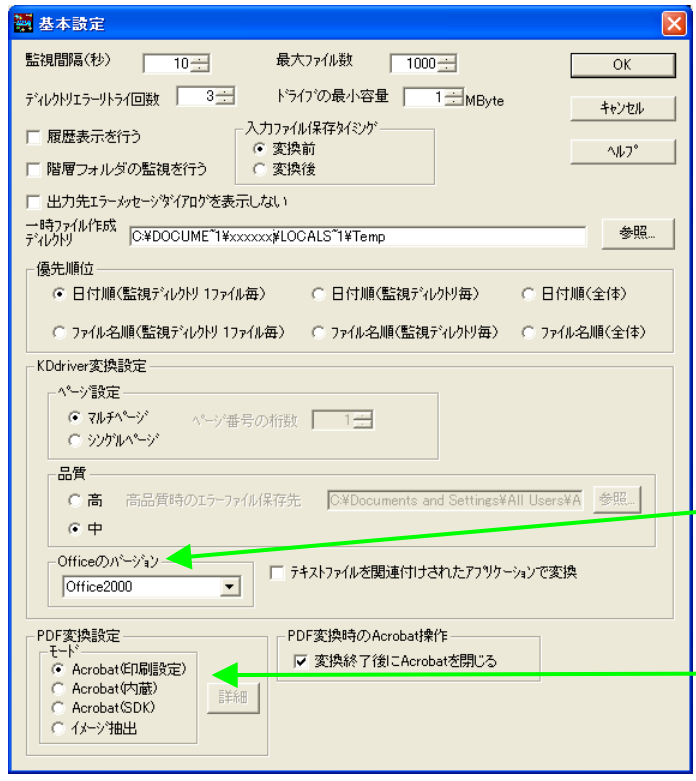 基本設定
監視間隔(秒) 10 最大ファイル数 1000 OK
ディレクトリエラーリトライ回数 3 ドライブの最小容量 1 MByte キャンセル
履歴表示を行う 入力ファイル保存タイミング ヘルプ
変換前
階層フォルダの監視を行う 変換後
出力先エラーメッセージダイアログを表示しない
一時ファイル作成
ディレクトリ C:¥DOCUME~1¥xxxxxx¥LOCALS~1¥Temp 参照...
優先順位
日付順(監視ディレクトリ 1ファイル毎) 日付順(監視ディレクトリ毎) 日付順(全体)
ファイル名順(監視ディレクトリ 1ファイル毎) ファイル名順(監視ディレクトリ毎) ファイル名順(全体)
KDdriver変換設定
ページ設定
マルチページ ページ番号の桁数 1
シングルページ
品質
高 高品質時のエラーファイル保存先 C:¥Documents and Settings¥All Users¥A 参照...
中
Officeのバージョン
Office2000 テキストファイルを関連付けされたアプリケーションで変換
PDF変換設定 PDF変換時のAcrobat操作
モード
Acrobat(印刷設定) 変換終了後にAcrobatを閉じる
Acrobat(内蔵) 詳細
Acrobat(SDK)
イメージ抽出